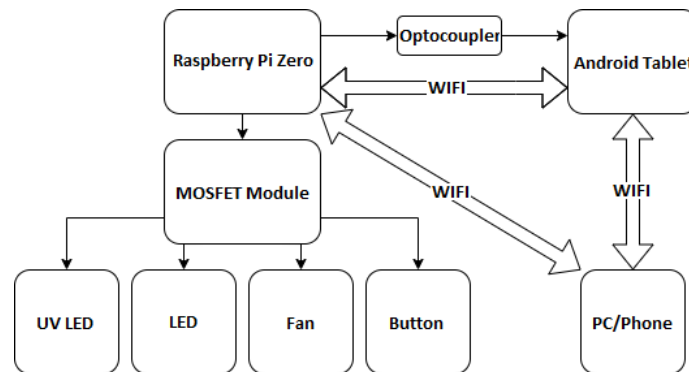 Optocoupler
Raspberry Pi Zero
Android Tablet
WIFI
MOSFET Module
WIFI
WIFI
UV LED
LED
Fan
Button
PC/Phone